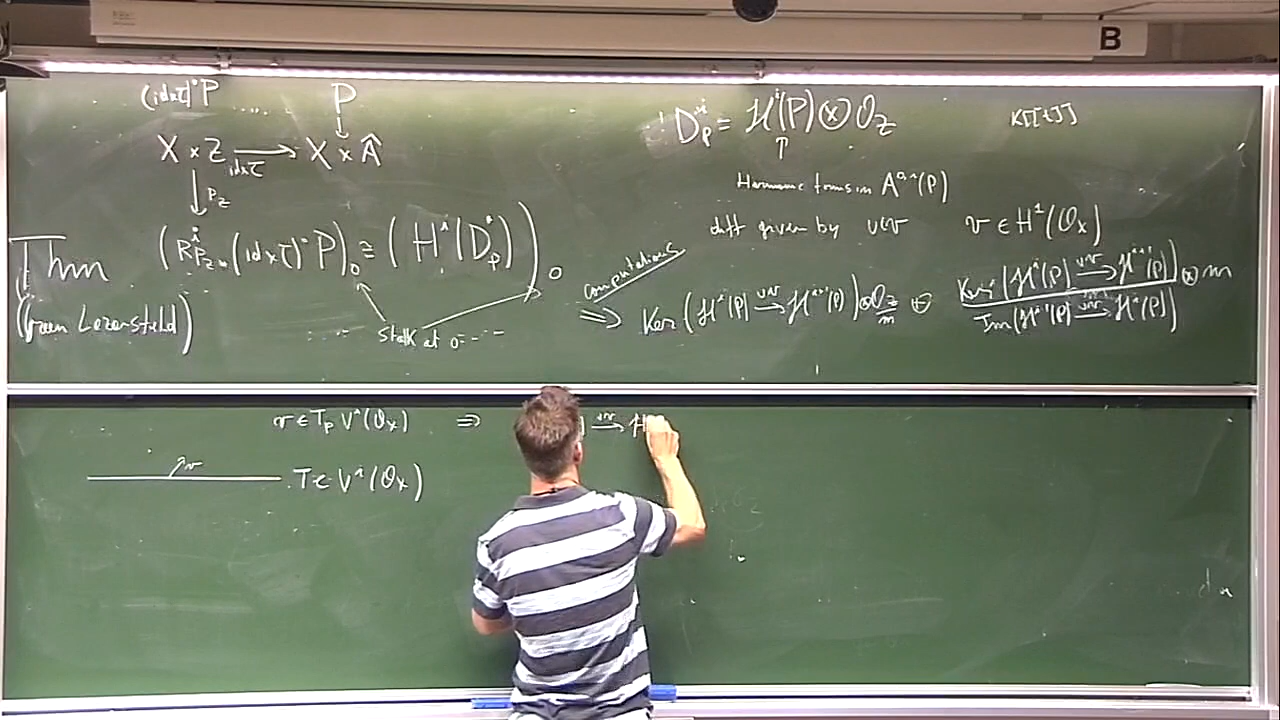 (id×τ)*P .... P
X × Z → X × Â
id×τ
↓ P_Z
Thm (R^i P_{Z*} (id×τ)* P)_0 ≅ (H^i(D_P^•))_0
(Green Lazarsfeld)
stalk at 0
D_P^i = ℋ^i(P) ⊗ O_Z K[[t]]
↑
Harmonic forms in A^{0,i}(P)
diff given by v∪v v ∈ H^1(O_X)
computations
⇒ Ker(ℋ^i(P) → ℋ^{i+1}(P)) ⊗ O_Z/m ⊕ Ker(ℋ^i(P) → ℋ^{i+1}(P)) / Im(ℋ^{i-1}(P) → ℋ^i(P)) ⊗ m
v ∈ T_P V^i(O_X) ⇒
v T ⊂ V^i(O_X)
B